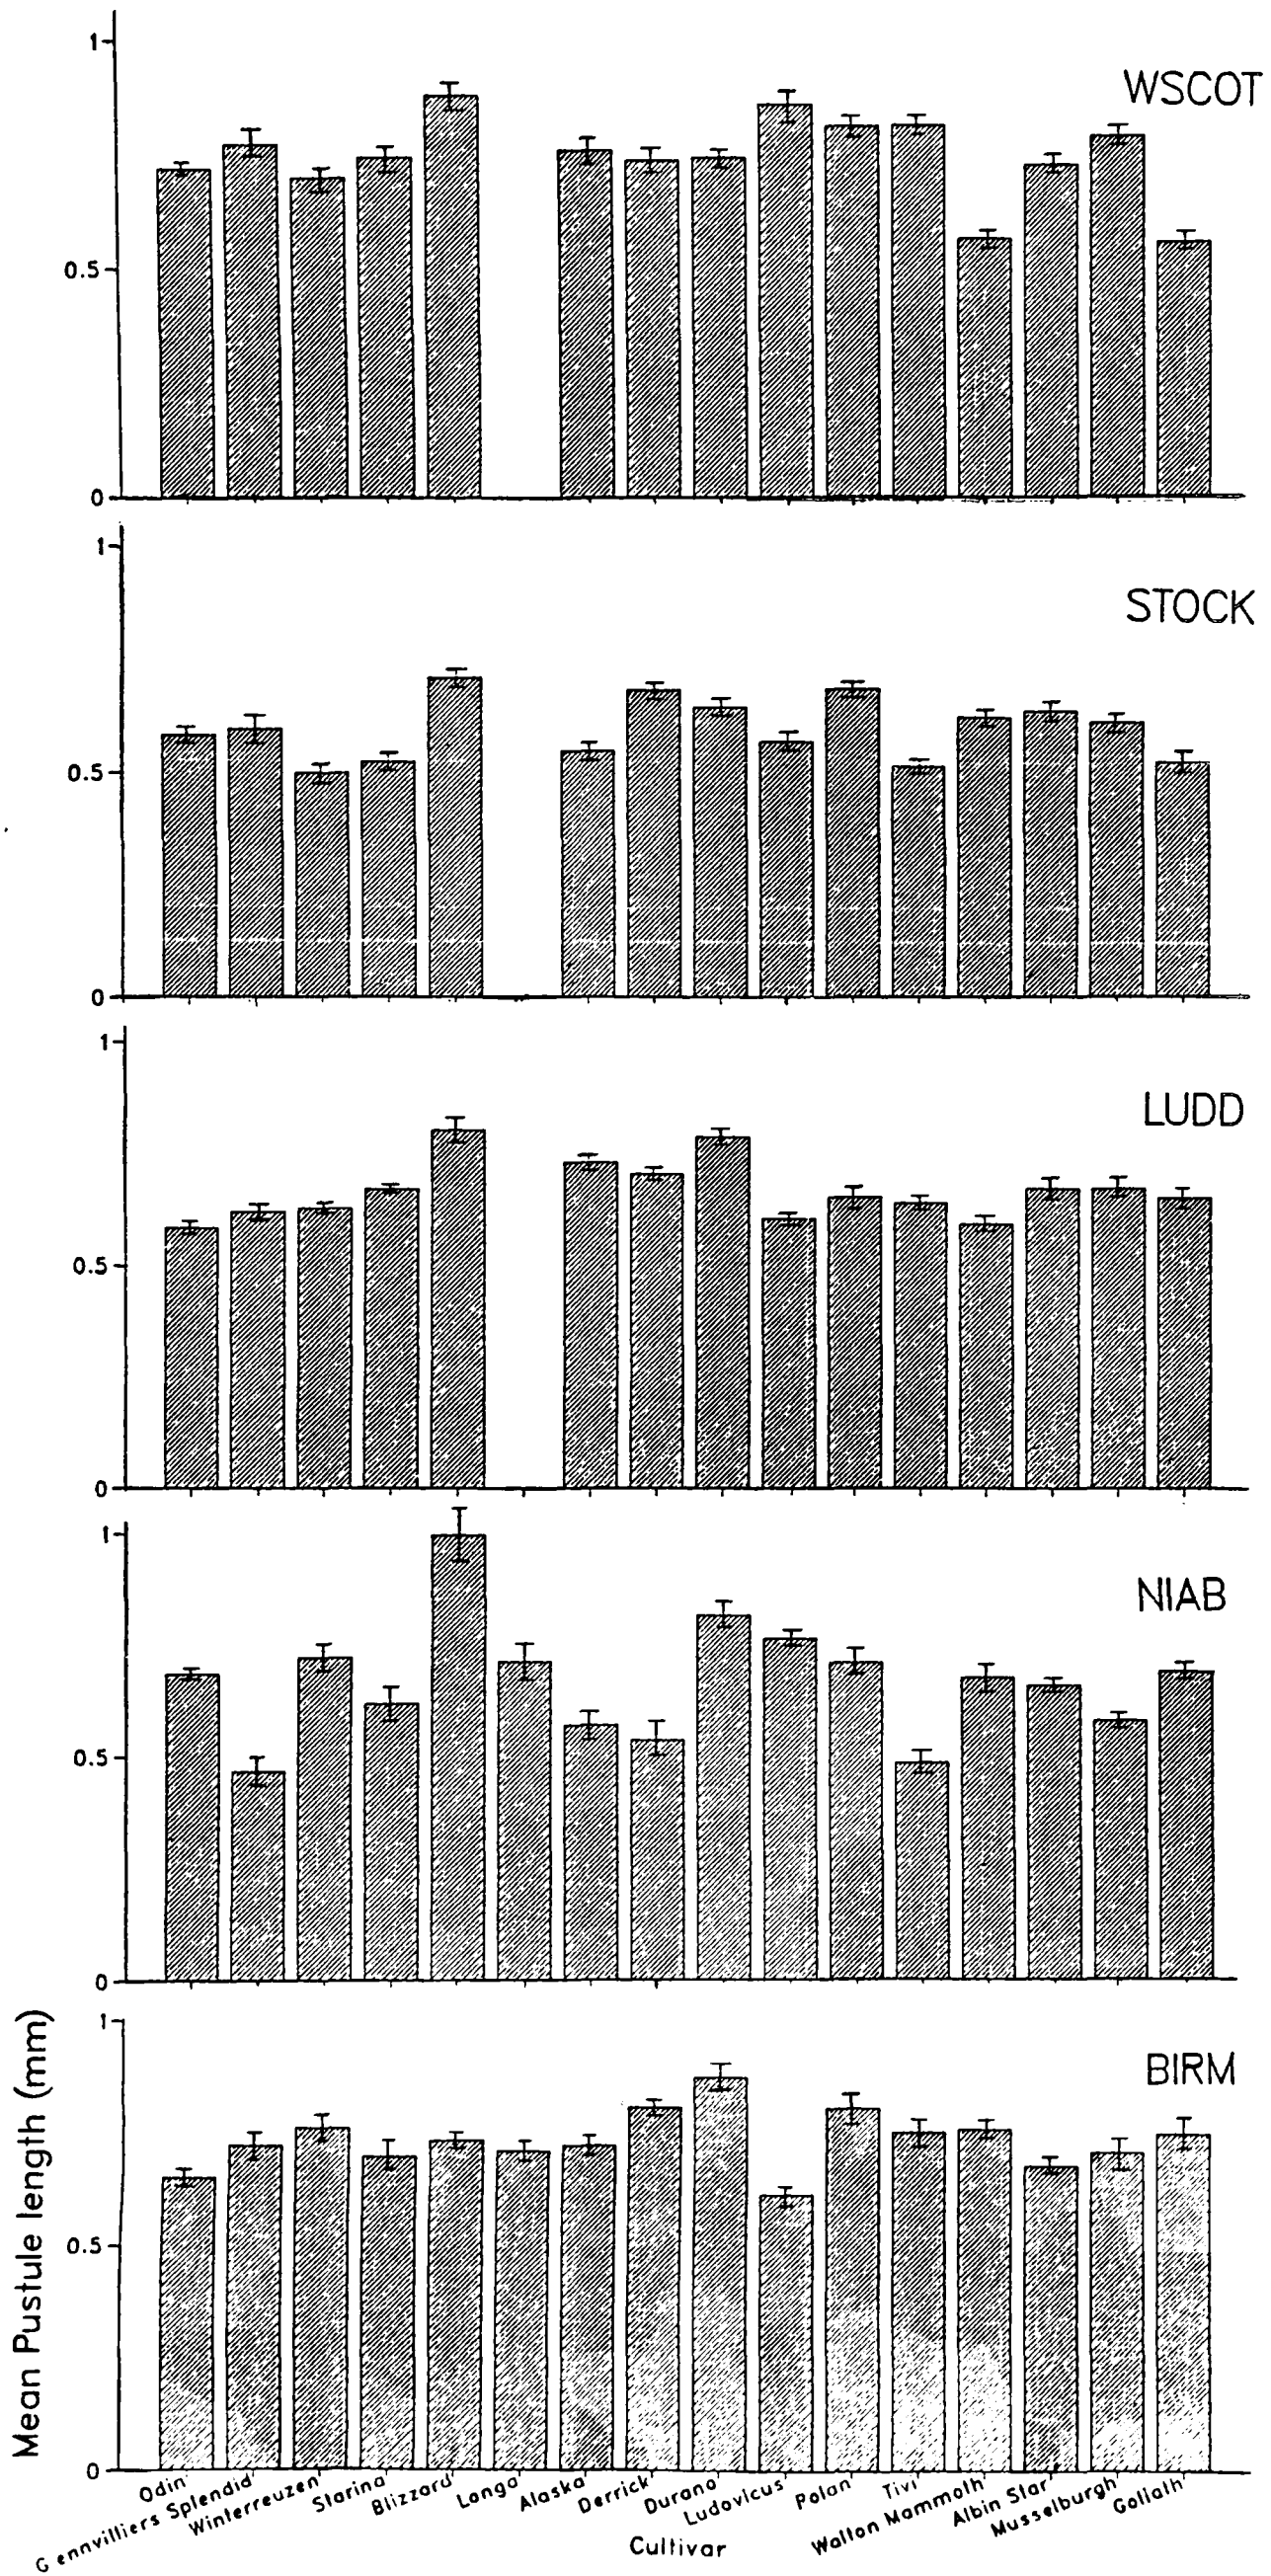 WSCOT
1
0.5
0
STOCK
1
0.5
0
LUDD
1
0.5
0
NIAB
1
0.5
0
BIRM
1
0.5
0
Mean Pustule length (mm)
Odin
Gennvilliers Splendid
Winterreuzen
Starina
Blizzard
Longa
Alaska
Derrick
Durano
Ludovicus
Polan
Tivi
Walton Mammoth
Albin Star
Musselburgh
Goliath
Cultivar